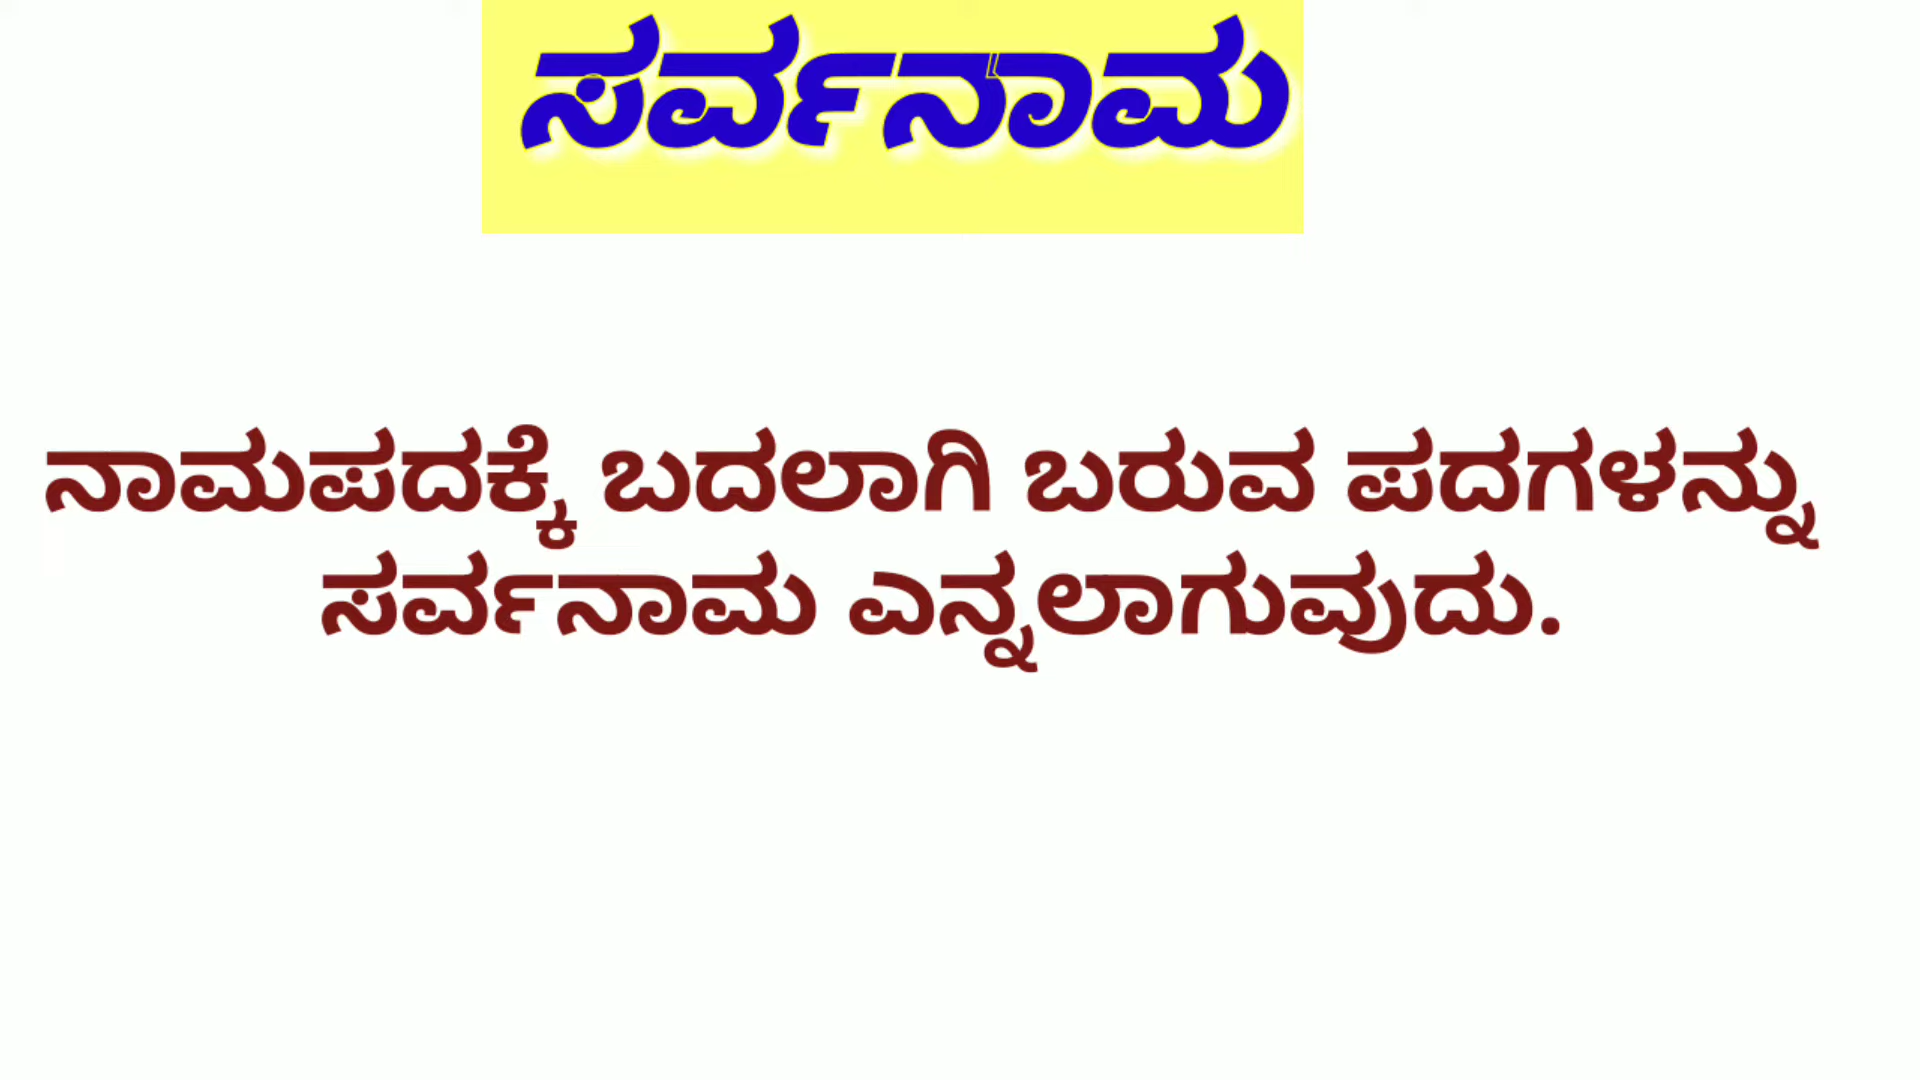 ಸರ್ವನಾಮ
ನಾಮಪದಕ್ಕೆ ಬದಲಾಗಿ ಬರುವ ಪದಗಳನ್ನು
ಸರ್ವನಾಮ ಎನ್ನಲಾಗುವುದು.